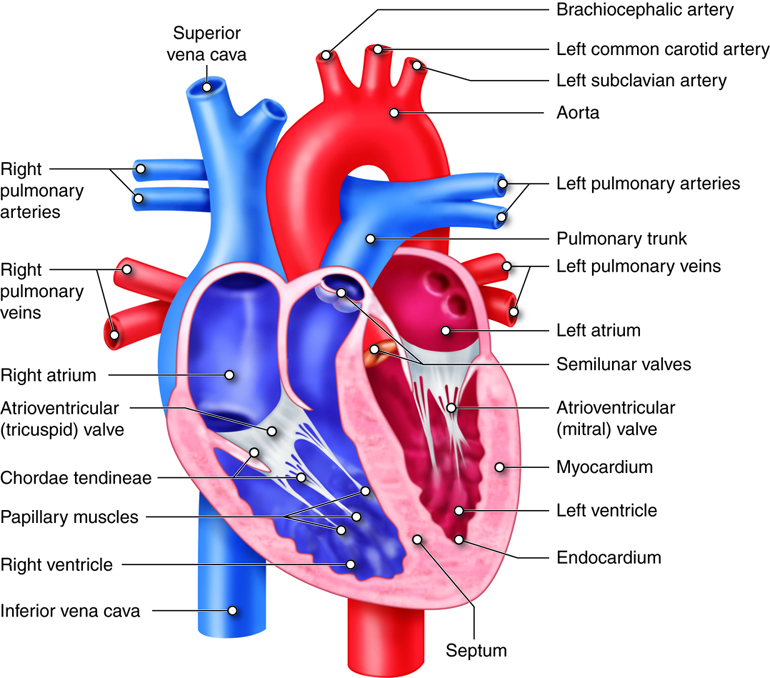 Superior
vena cava
Right
pulmonary
arteries
Right
pulmonary
veins
Right atrium
Atrioventricular
(tricuspid) valve
Chordae tendineae
Papillary muscles
Right ventricle
Inferior vena cava
Brachiocephalic artery
Left common carotid artery
Left subclavian artery
Aorta
Left pulmonary arteries
Pulmonary trunk
Left pulmonary veins
Left atrium
Semilunar valves
Atrioventricular
(mitral) valve
Myocardium
Left ventricle
Endocardium
Septum